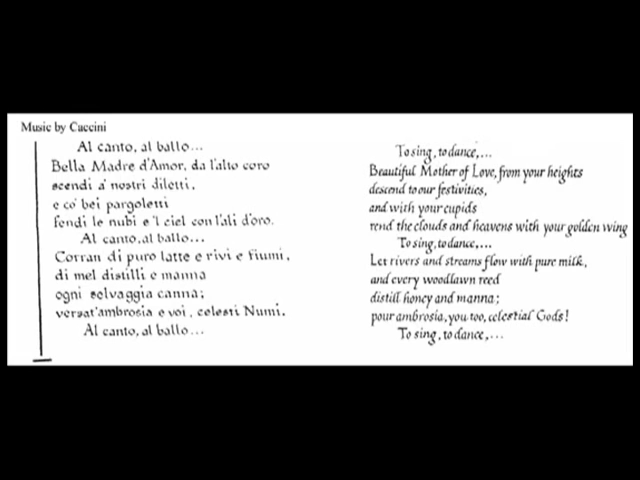 Music by Caccini
Al canto, al ballo...
Bella Madre d'Amor, da l'alto coro
scendi a' nostri diletti,
e co' bei pargoletti
fendi le nubi e 'l ciel con l'ali d'oro.
Al canto, al ballo...
Corran di puro latte e rivi e fiumi,
di mel distilli e manna
ogni selvaggia canna;
versat'ambrosia e voi, celesti Numi.
Al canto, al ballo...
To sing, to dance,...
Beautiful Mother of Love, from your heights
descend to our festivities,
and with your cupids
rend the clouds and heavens with your golden wing
To sing, to dance,...
Let rivers and streams flow with pure milk,
and every woodlawn reed
distill honey and manna;
pour ambrosia, you too, celestial Gods!
To sing, to dance,...